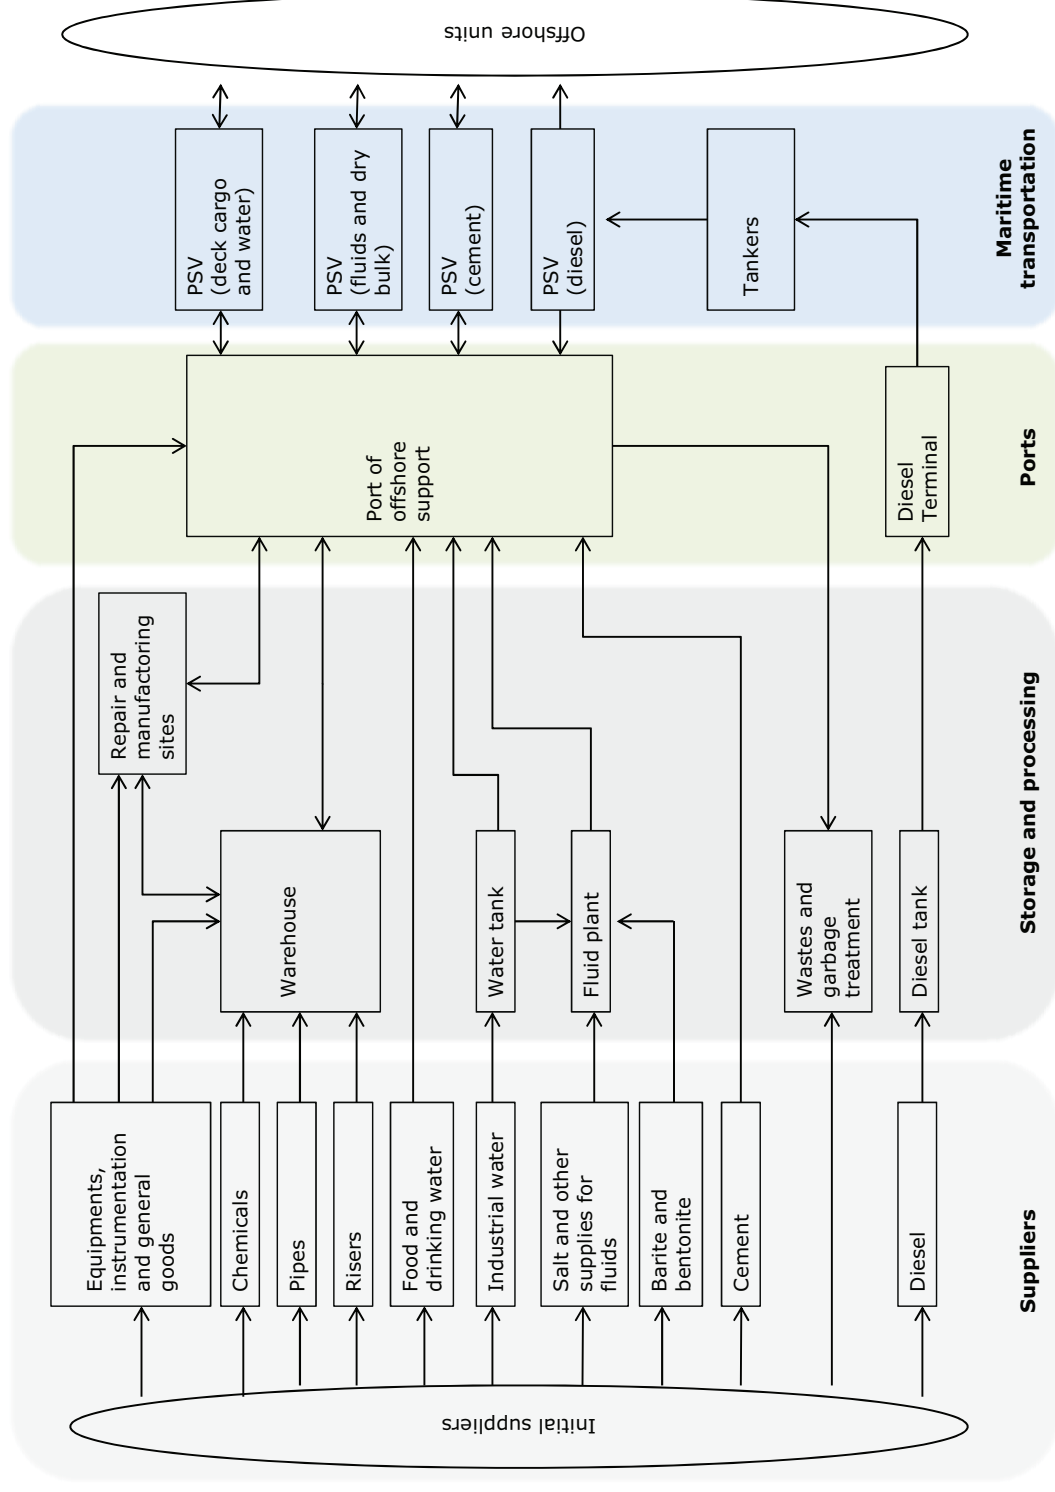 Initial suppliers
Equipments,
instrumentation
and general
goods
Chemicals
Pipes
Risers
Food and
drinking water
Industrial water
Salt and other
supplies for
fluids
Barite and
bentonite
Cement
Diesel
Suppliers
Repair and
manufactoring
sites
Warehouse
Water tank
Fluid plant
Wastes and
garbage
treatment
Diesel tank
Storage and processing
Port of
offshore
support
Diesel
Terminal
Ports
PSV
(deck cargo
and water)
PSV
(fluids and dry
bulk)
PSV
(cement)
PSV
(diesel)
Tankers
Maritime
transportation
Offshore units